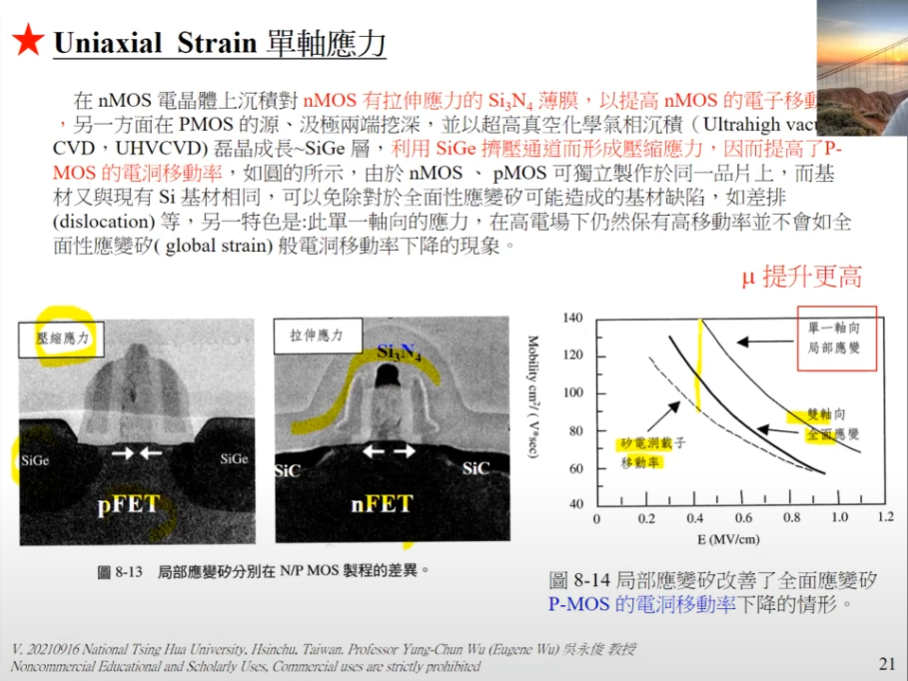 ★ Uniaxial Strain 單軸應力
在 nMOS 電晶體上沉積對 nMOS 有拉伸應力的 Si₃N₄ 薄膜，以提高 nMOS 的電子移動
，另一方面在 PMOS 的源、汲極兩端挖深，並以超高真空化學氣相沉積（Ultrahigh
CVD，UHVCVD) 磊晶成長~SiGe 層，利用 SiGe 擠壓通道而形成壓縮應力，因而提高了P-
MOS 的電洞移動率，如圓的所示，由於 nMOS 、 pMOS 可獨立製作於同一品片上，而基
材又與現有 Si 基材相同，可以免除對於全面性應變矽可能造成的基材缺陷，如差排
(dislocation) 等，另一特色是:此單一軸向的應力，在高電場下仍然保有高移動率並不會如全
面性應變矽( global strain) 般電洞移動率下降的現象。
μ 提升更高
壓縮應力
SiGe
SiGe
pFET
拉伸應力
Si₃N₄
SiC
SiC
nFET
圖 8-13 局部應變矽分別在 N/P MOS 製程的差異。
Mobility cm²/ ( V*sec)
140
120
100
80
60
40
0
0.2
0.4
0.6
0.8
1.0
1.2
E (MV/cm)
單一軸向
局部應變
雙軸向
全面應變
矽電洞載子
移動率
圖 8-14 局部應變矽改善了全面應變矽
P-MOS 的電洞移動率下降的情形。
V. 20210916 National Tsing Hua University, Hsinchu, Taiwan. Professor Yung-Chun Wu (Eugene Wu) 吳永俊 教授
Noncommercial Educational and Scholarly Uses, Commercial uses are strictly prohibited
21